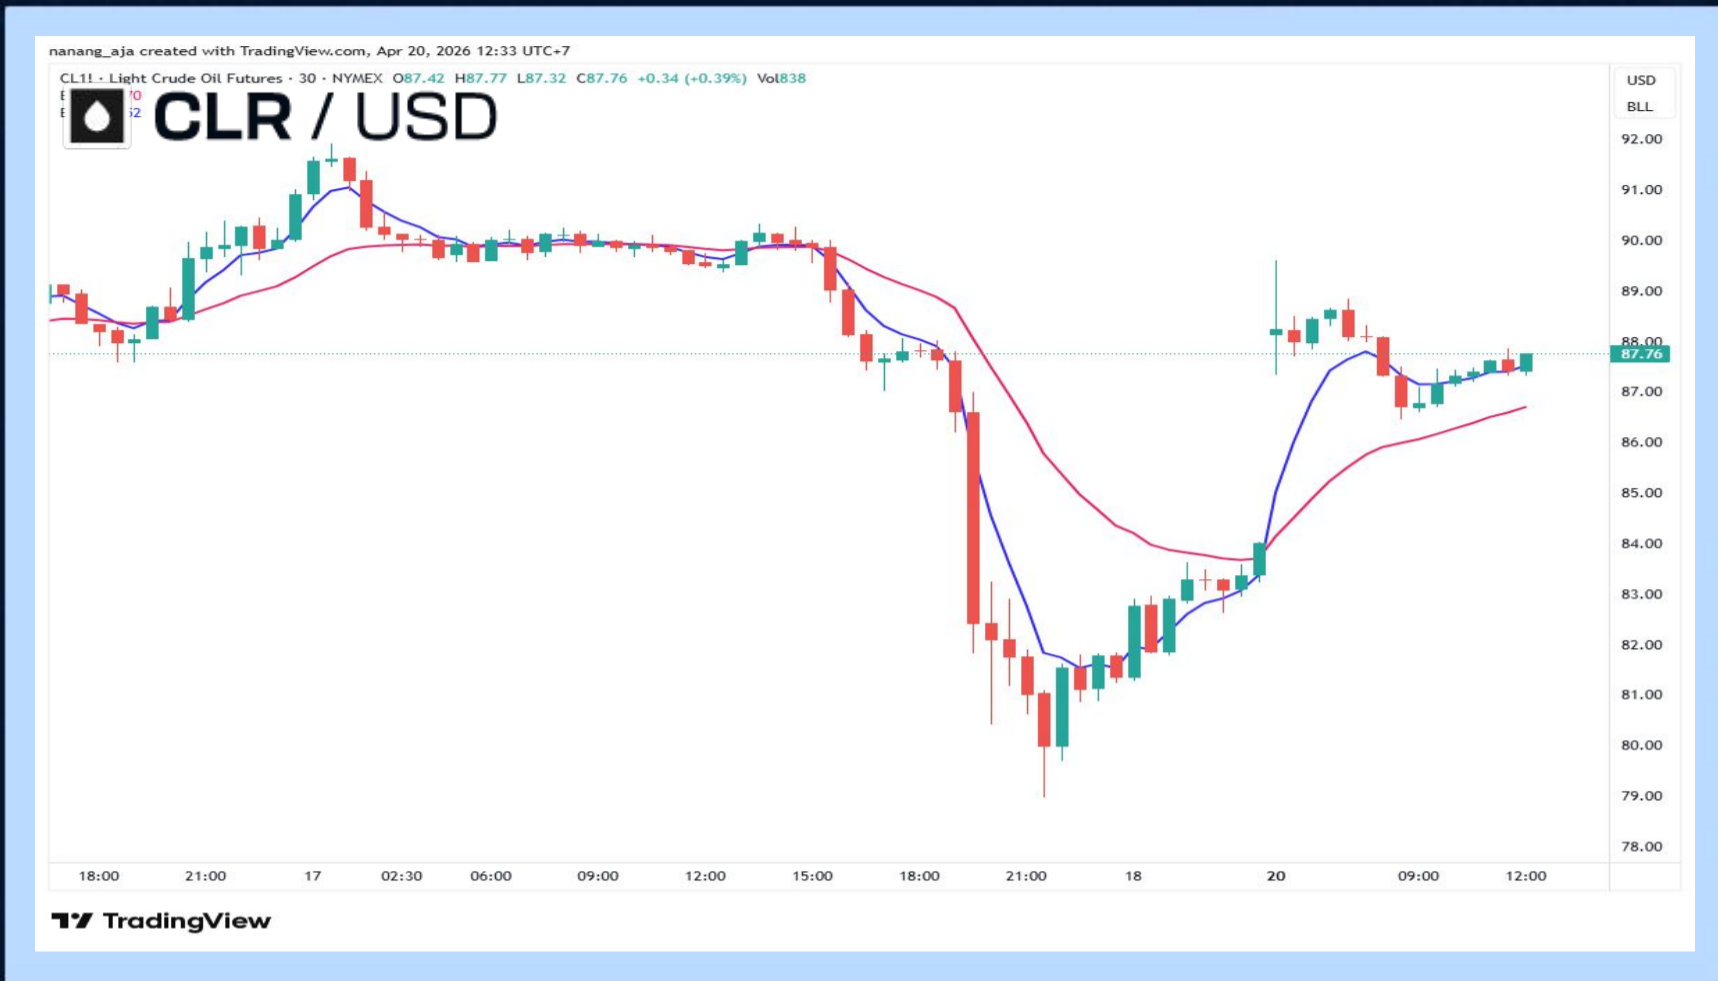 nanang_aja created with TradingView.com, Apr 20, 2026 12:33 UTC+7
CL1! · Light Crude Oil Futures · 30 · NYMEX O87.42 H87.77 L87.32 C87.76 +0.34 (+0.39%) Vol838
CLR / USD
USD
BLL
92.00
91.00
90.00
89.00
88.00
87.76
87.00
86.00
85.00
84.00
83.00
82.00
81.00
80.00
79.00
78.00
18:00 21:00 17 02:30 06:00 09:00 12:00 15:00 18:00 21:00 18 20 09:00 12:00
TradingView